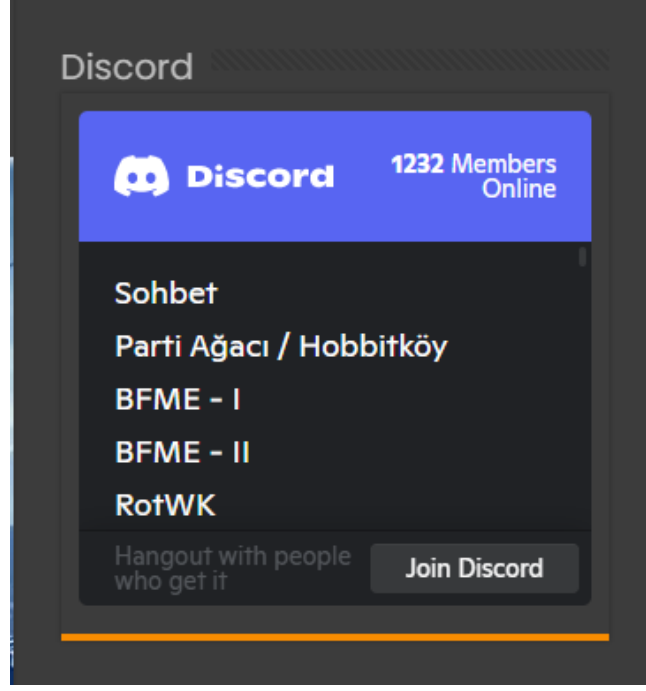 Discord
Discord
1232 Members
Online
Sohbet
Parti Ağacı / Hobbitköy
BFME - I
BFME - II
RotWK
Hangout with people
who get it
Join Discord